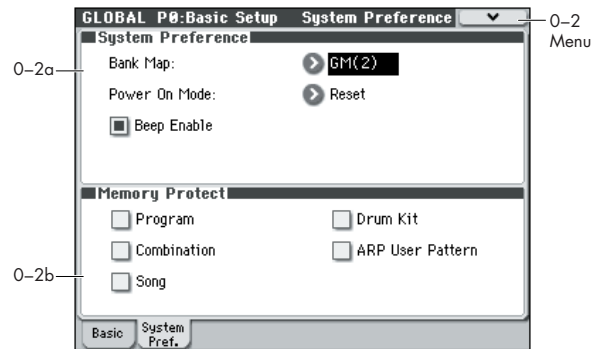 GLOBAL P0:Basic Setup System Preference
0–2
Menu
System Preference
0–2a
Bank Map: GM(2)
Power On Mode: Reset
Beep Enable
Memory Protect
Program Drum Kit
Combination ARP User Pattern
0–2b
Song
Basic System Pref.